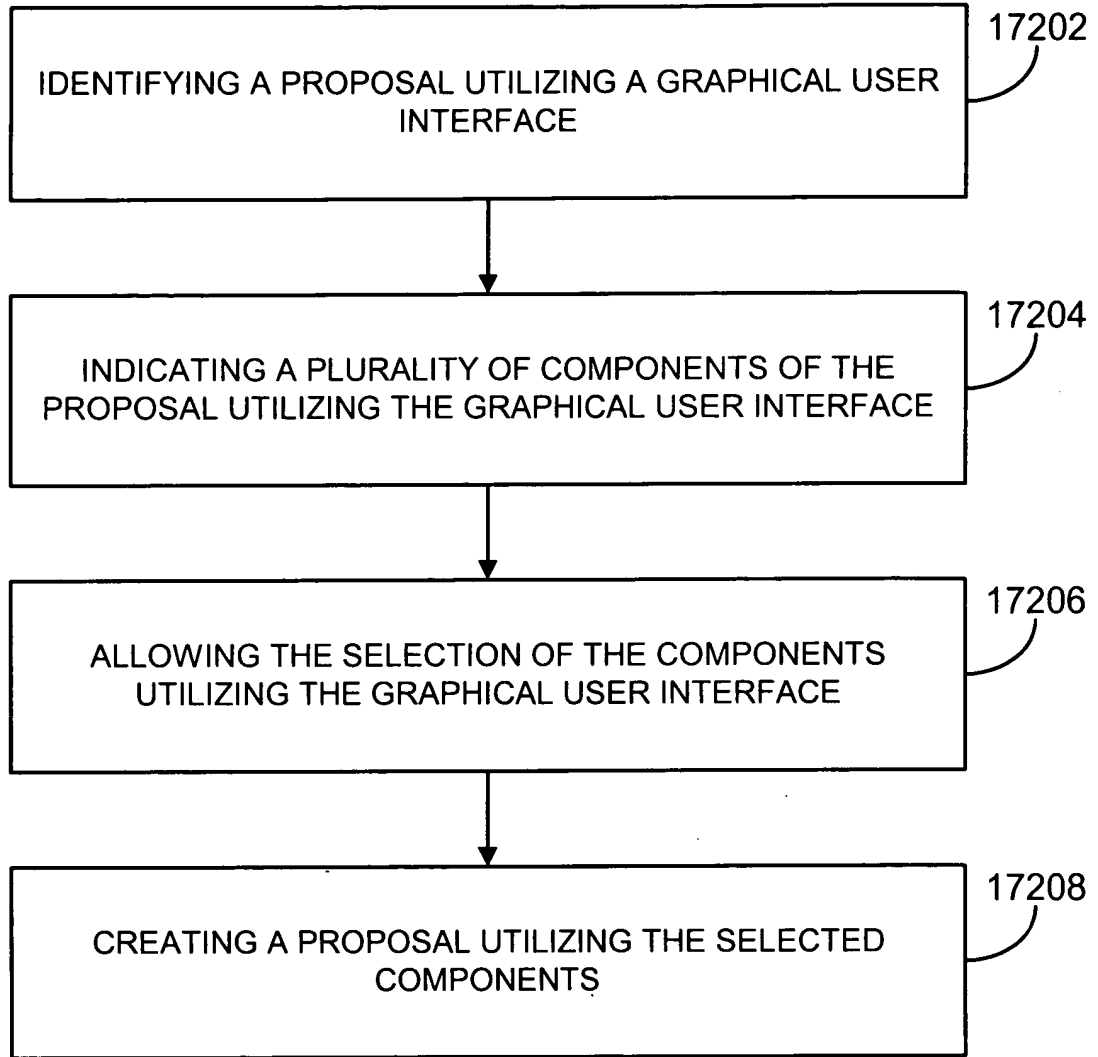 17202
IDENTIFYING A PROPOSAL UTILIZING A GRAPHICAL USER
INTERFACE
17204
INDICATING A PLURALITY OF COMPONENTS OF THE
PROPOSAL UTILIZING THE GRAPHICAL USER INTERFACE
17206
ALLOWING THE SELECTION OF THE COMPONENTS
UTILIZING THE GRAPHICAL USER INTERFACE
17208
CREATING A PROPOSAL UTILIZING THE SELECTED
COMPONENTS